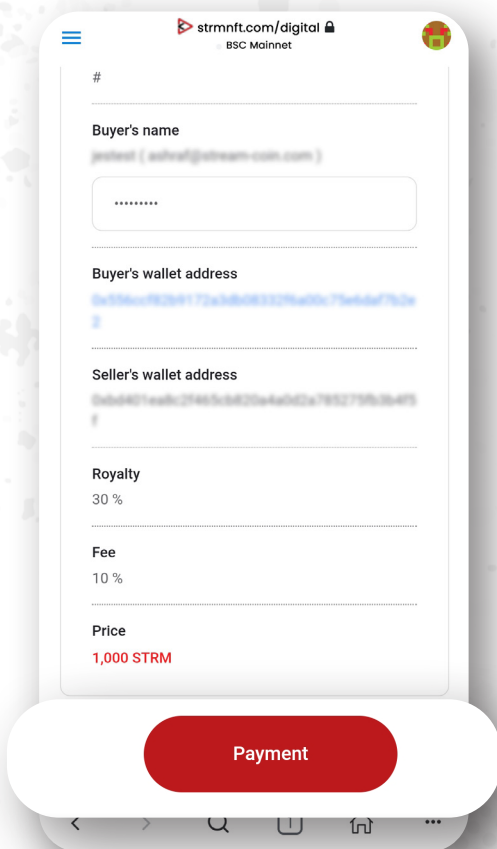 strmnft.com/digital
BSC Mainnet
#
Buyer's name
•••••••••
Buyer's wallet address
Seller's wallet address
Royalty
30 %
Fee
10 %
Price
1,000 STRM
Payment